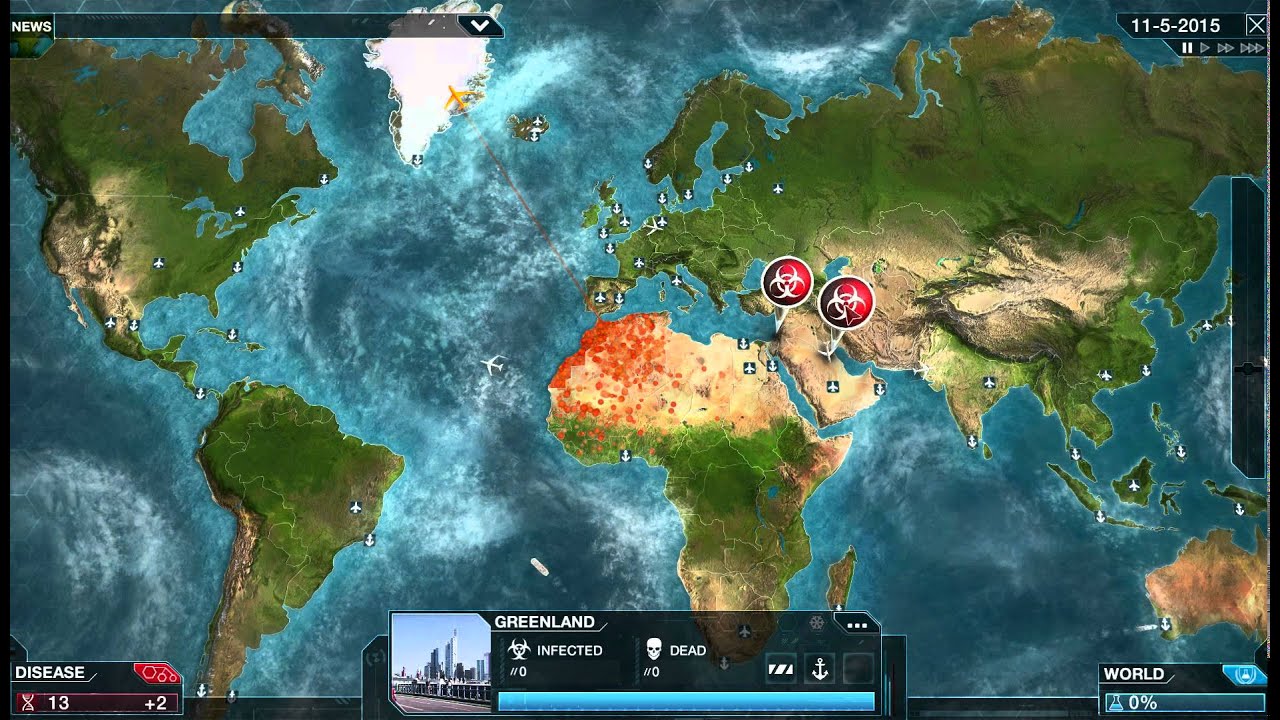 NEWS
11-5-2015
GREENLAND
INFECTED
DEAD
//0
//0
DISEASE
13
+2
WORLD
0%